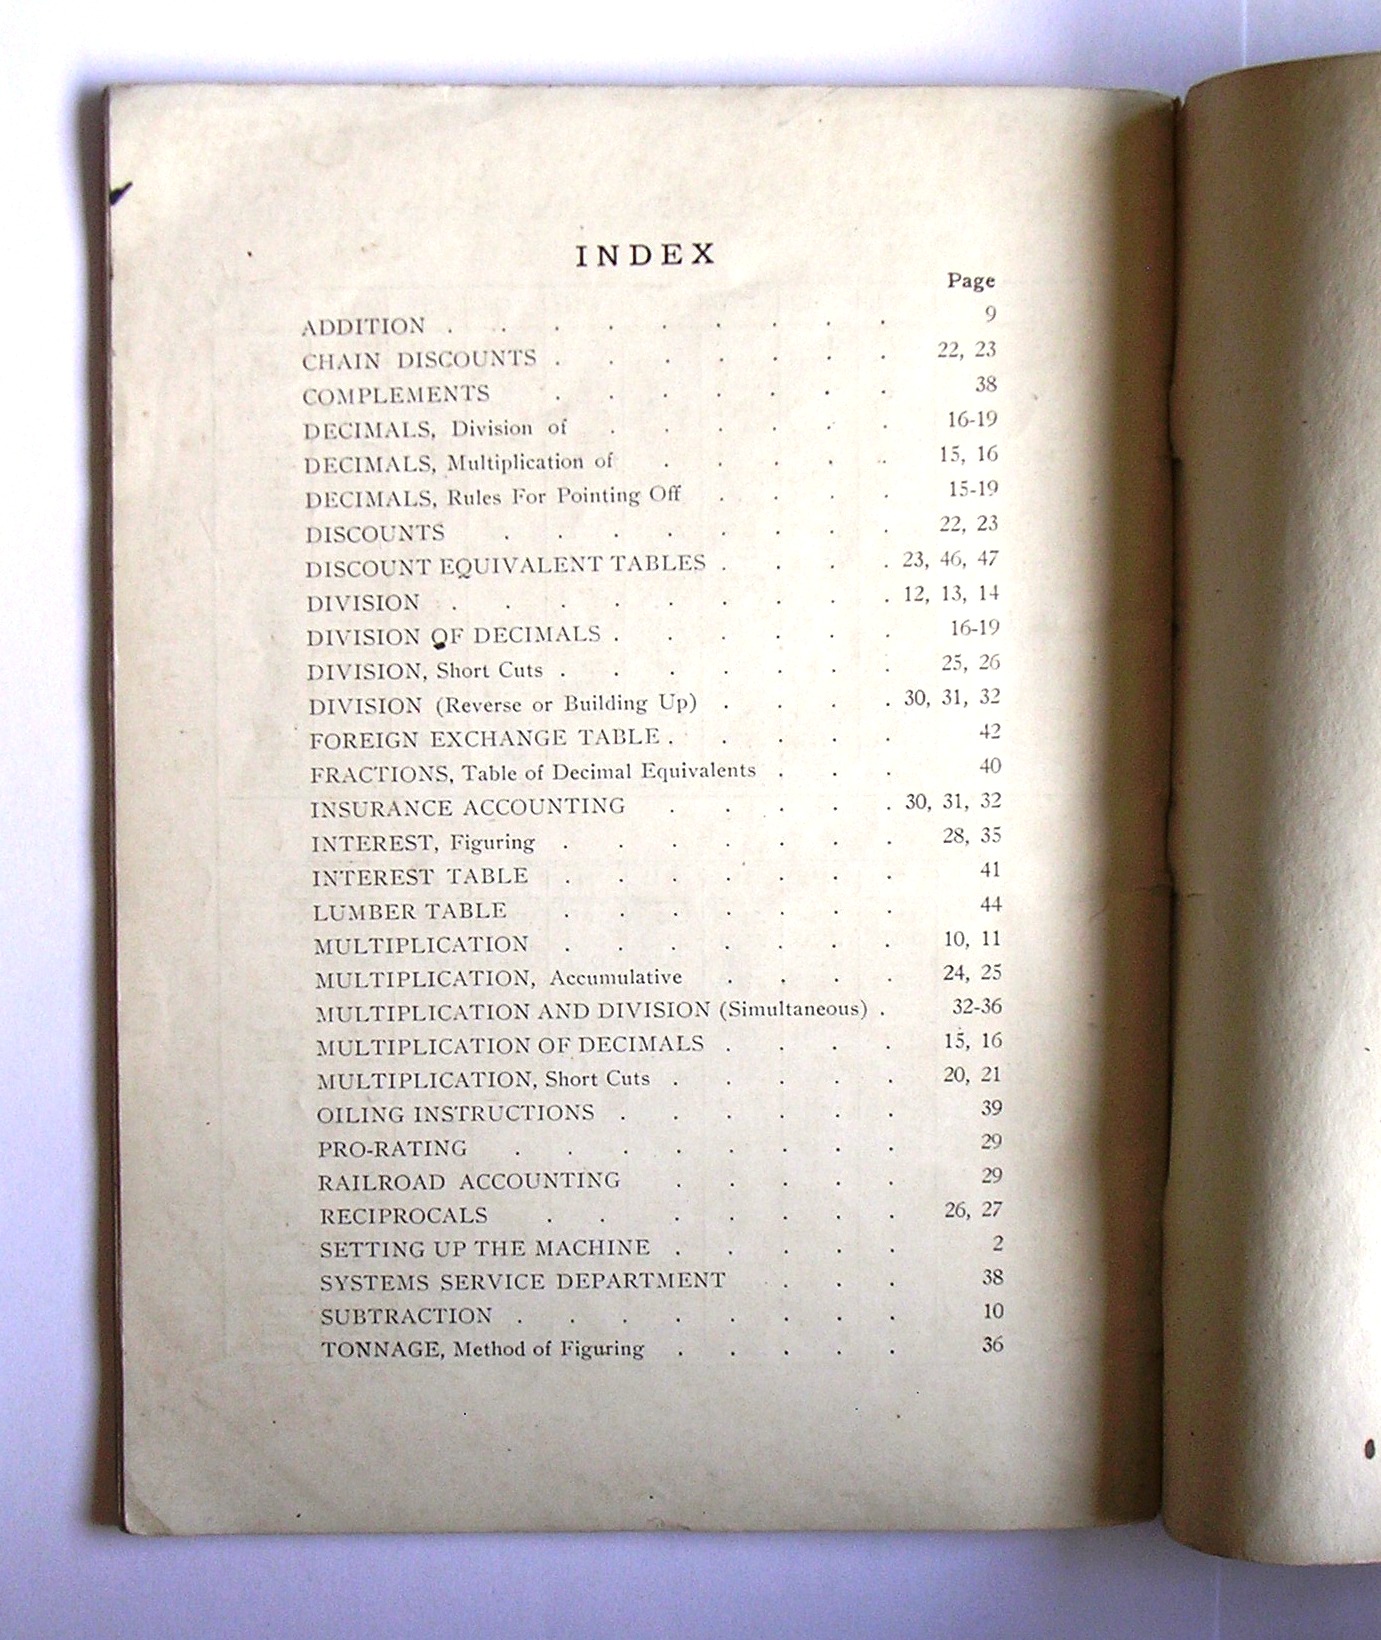 INDEX
Page
ADDITION . . . . . . . . . 9
CHAIN DISCOUNTS . . . . . . . 22, 23
COMPLEMENTS . . . . . . . 38
DECIMALS, Division of . . . . . . 16-19
DECIMALS, Multiplication of . . . . . 15, 16
DECIMALS, Rules For Pointing Off . . . . 15-19
DISCOUNTS . . . . . . . . 22, 23
DISCOUNT EQUIVALENT TABLES . . . . 23, 46, 47
DIVISION . . . . . . . . . 12, 13, 14
DIVISION OF DECIMALS . . . . . . 16-19
DIVISION, Short Cuts . . . . . . . 25, 26
DIVISION (Reverse or Building Up) . . . . 30, 31, 32
FOREIGN EXCHANGE TABLE . . . . . 42
FRACTIONS, Table of Decimal Equivalents . . . 40
INSURANCE ACCOUNTING . . . . . 30, 31, 32
INTEREST, Figuring . . . . . . . 28, 35
INTEREST TABLE . . . . . . . 41
LUMBER TABLE . . . . . . . 44
MULTIPLICATION . . . . . . . 10, 11
MULTIPLICATION, Accumulative . . . . 24, 25
MULTIPLICATION AND DIVISION (Simultaneous) . 32-36
MULTIPLICATION OF DECIMALS . . . . 15, 16
MULTIPLICATION, Short Cuts . . . . . 20, 21
OILING INSTRUCTIONS . . . . . . 39
PRO-RATING . . . . . . . . 29
RAILROAD ACCOUNTING . . . . . 29
RECIPROCALS . . . . . . . 26, 27
SETTING UP THE MACHINE . . . . . 2
SYSTEMS SERVICE DEPARTMENT . . . 38
SUBTRACTION . . . . . . . . 10
TONNAGE, Method of Figuring . . . . . 36